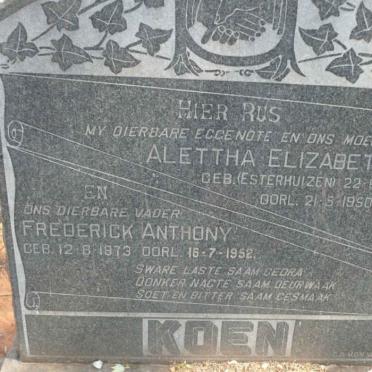 HIER RUS
MY DIERBARE EGGENOTE EN ONS MOE
ALETTHA ELIZABET
GEB. (ESTERHUIZEN) 22-
OORL. 21-5-1950
EN
ONS DIERBARE VADER
FREDERICK ANTHONY
GEB. 12-8-1873 OORL. 16-7-1952.
SWARE LASTE SAAM GEDRA
DONKER NAGTE SAAM DEURWAAK
SOET EN BITTER SAAM GESMAAK
KOEN